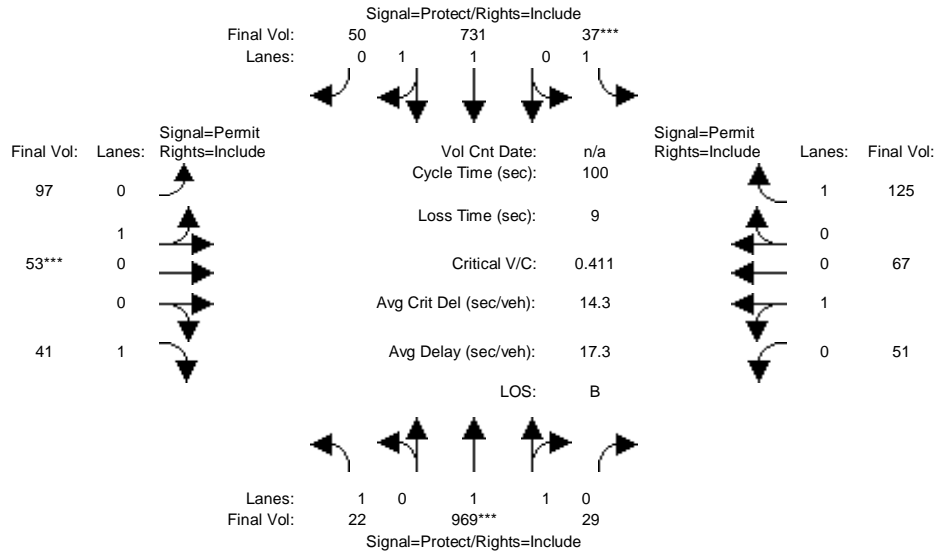 Signal=Protect/Rights=Include
Final Vol: 50 731 37***
Lanes: 0 1 1 0 1
Signal=Permit Signal=Permit
Final Vol: Lanes: Rights=Include Vol Cnt Date: n/a Rights=Include Lanes: Final Vol:
Cycle Time (sec): 100
97 0 1 125
Loss Time (sec): 9
1 0
53*** 0 Critical V/C: 0.411 0 67
0 Avg Crit Del (sec/veh): 14.3 1
41 1 Avg Delay (sec/veh): 17.3 0 51
LOS: B
Lanes: 1 0 1 1 0
Final Vol: 22 969*** 29
Signal=Protect/Rights=Include